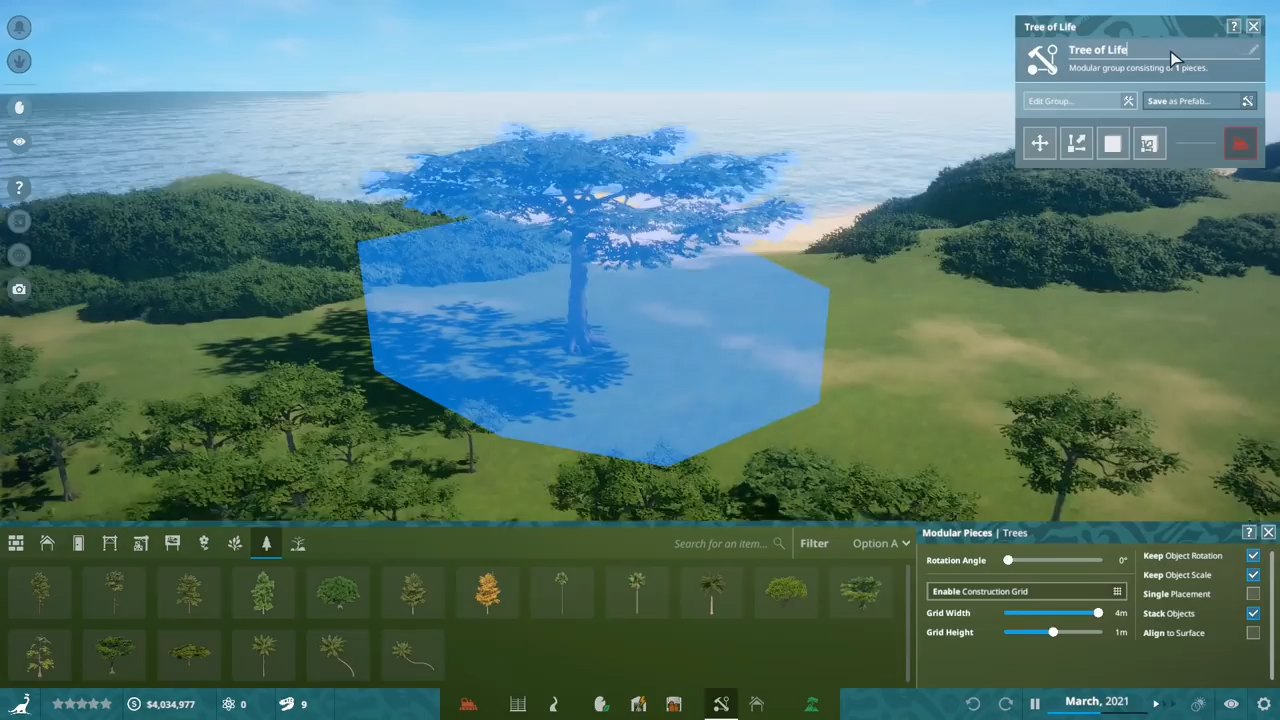 Tree of Life
?
Tree of Life
Modular group consisting of 1 pieces.
Edit Group...
Save as Prefab...
?
Search for an item...
Filter
Option A
Modular Pieces | Trees
?
Rotation Angle
0°
Enable Construction Grid
Grid Width
4m
Grid Height
1m
Keep Object Rotation
Keep Object Scale
Single Placement
Stack Objects
Align to Surface
$4,034,977
0
9
March, 2021